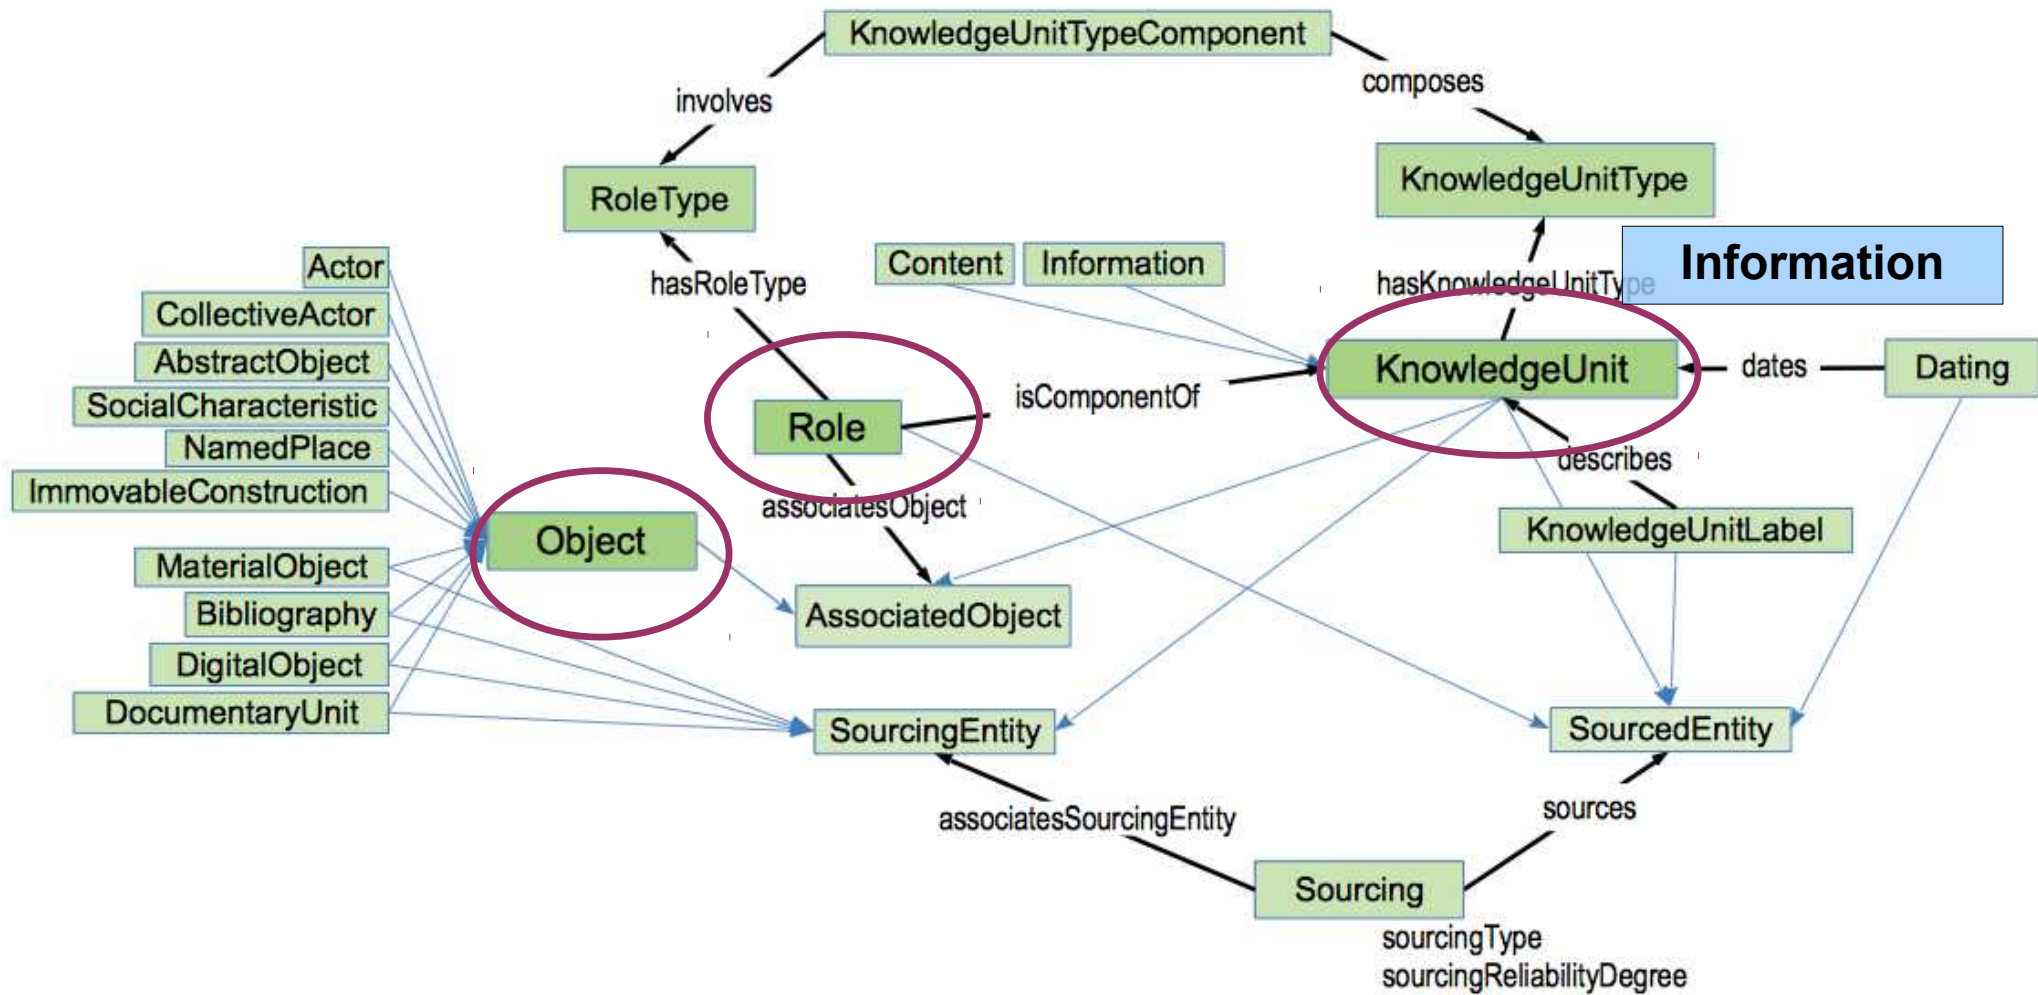 KnowledgeUnitTypeComponent
composes
involves
KnowledgeUnitType
RoleType
Information
Content
Information
Actor
hasRoleType
hasKnowledgeUnitType
CollectiveActor
AbstractObject
KnowledgeUnit
dates
Dating
SocialCharacteristic
isComponentOf
Role
NamedPlace
describes
ImmovableConstruction
associatesObject
KnowledgeUnitLabel
Object
MaterialObject
Bibliography
AssociatedObject
DigitalObject
DocumentaryUnit
SourcingEntity
SourcedEntity
associatesSourcingEntity
sources
Sourcing
sourcingType
sourcingReliabilityDegree